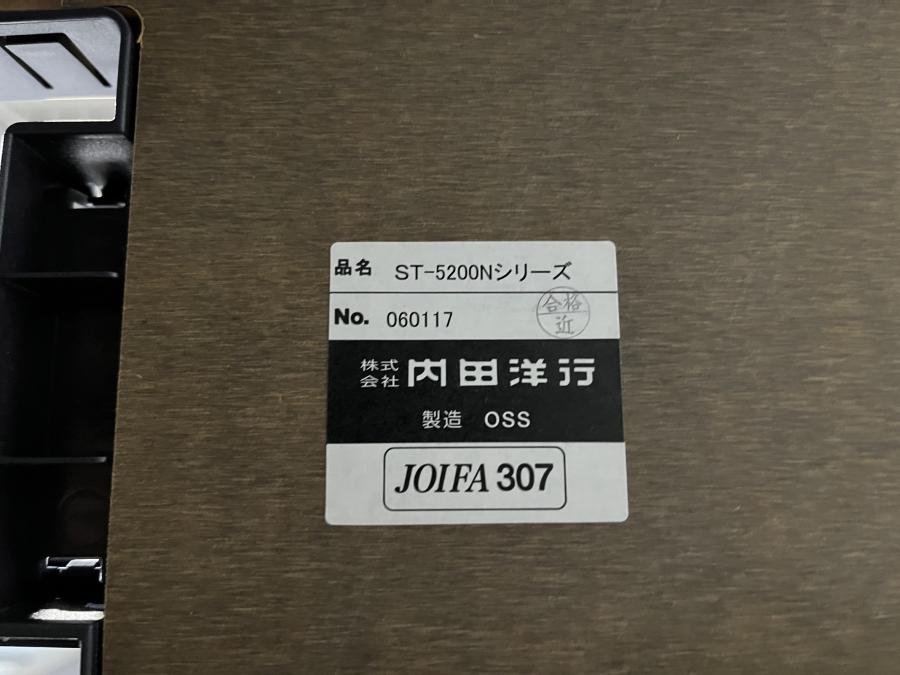 品名 ST-5200Nシリーズ
No. 060117
合格
近
株式会社 内田洋行
製造 OSS
JOIFA 307